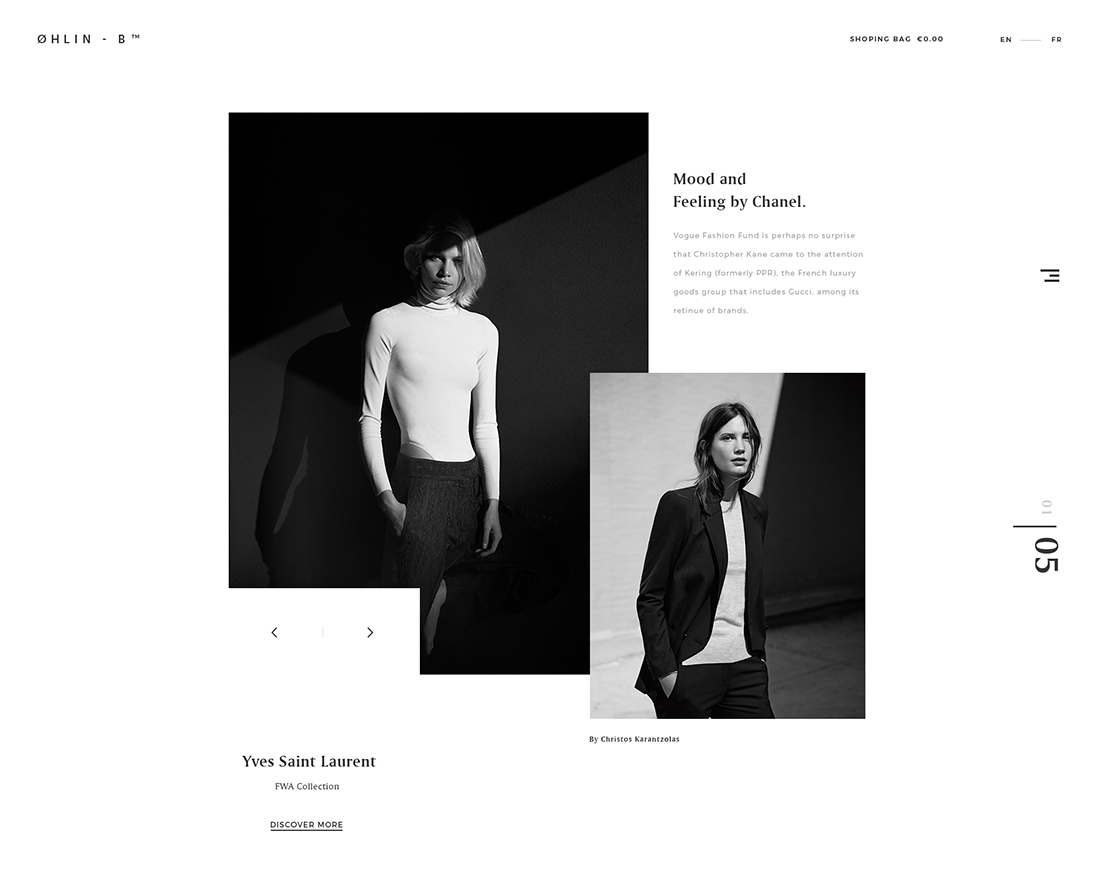 ØHLIN - B™
SHOPING BAG €0.00
EN
FR
Mood and
Feeling by Chanel.
Vogue Fashion Fund is perhaps no surprise
that Christopher Kane came to the attention
of Kering (formerly PPR), the French luxury
goods group that includes Gucci, among its
retinue of brands.
01
05
By Christos Karantzolas
Yves Saint Laurent
FWA Collection
DISCOVER MORE